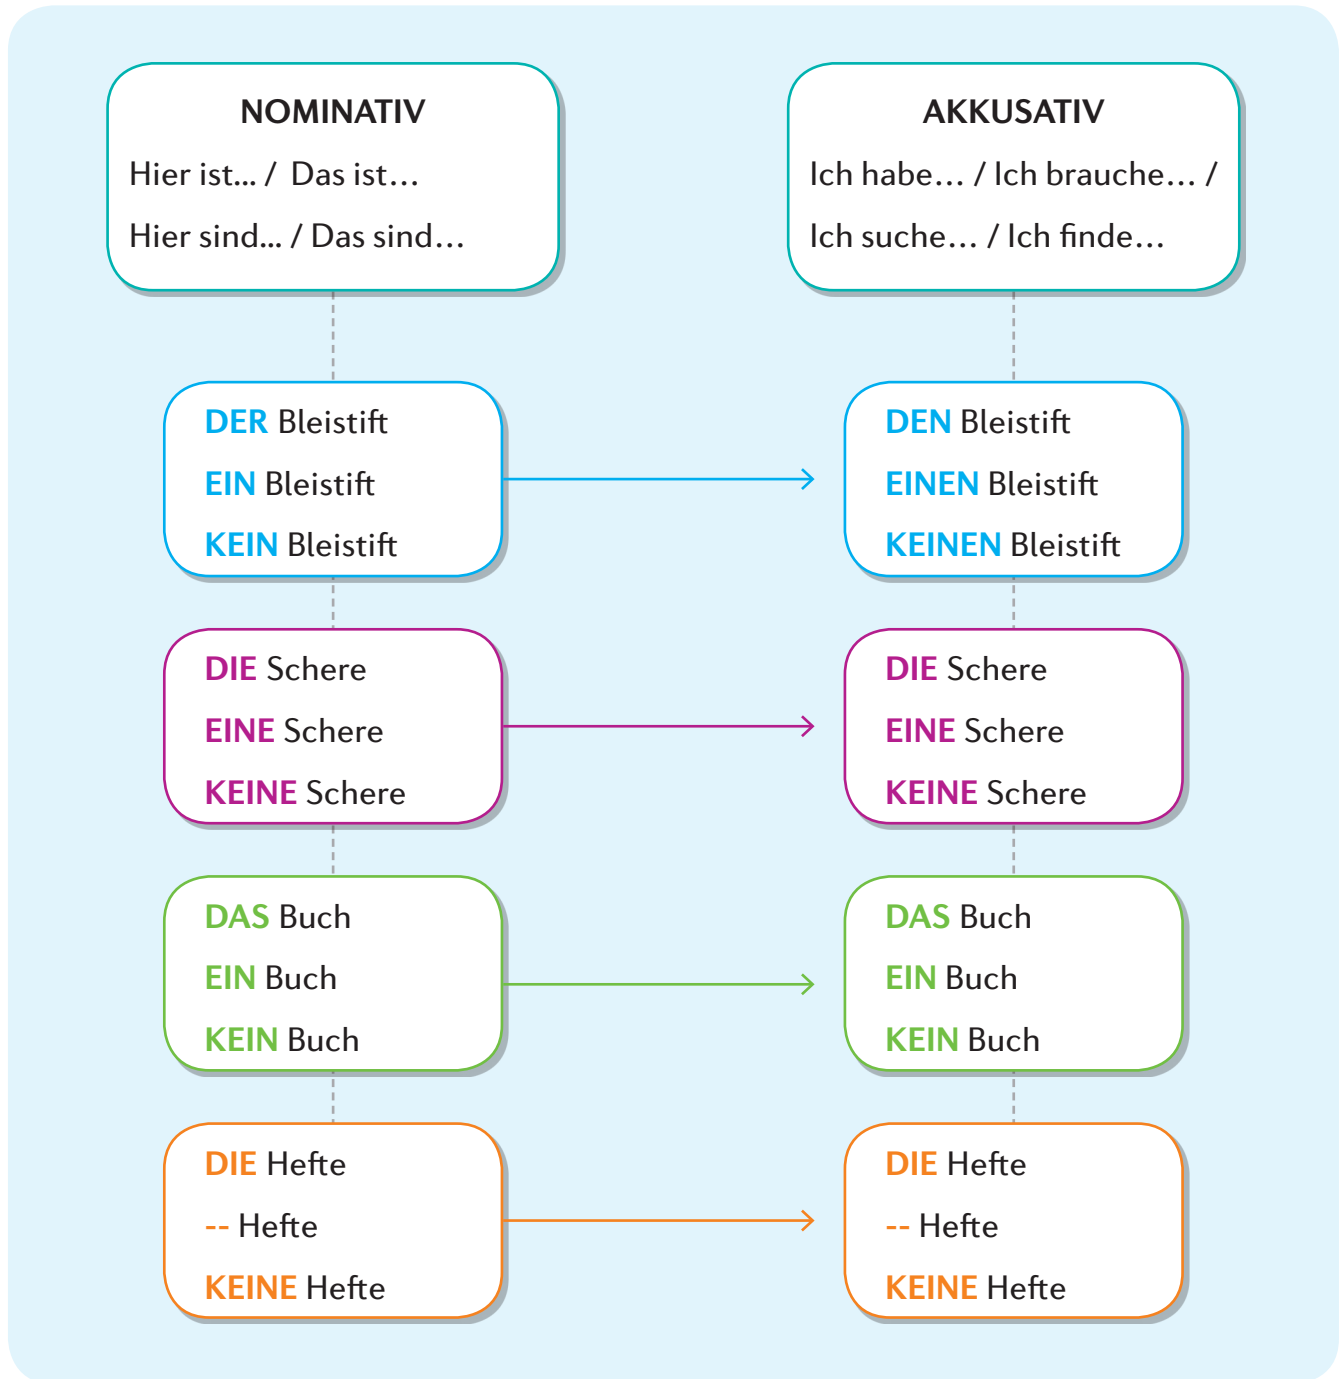 NOMINATIV
Hier ist... / Das ist…
Hier sind... / Das sind…
AKKUSATIV
Ich habe… / Ich brauche… /
Ich suche… / Ich finde…
DER Bleistift
EIN Bleistift
KEIN Bleistift
DEN Bleistift
EINEN Bleistift
KEINEN Bleistift
DIE Schere
EINE Schere
KEINE Schere
DIE Schere
EINE Schere
KEINE Schere
DAS Buch
EIN Buch
KEIN Buch
DAS Buch
EIN Buch
KEIN Buch
DIE Hefte
-- Hefte
KEINE Hefte
DIE Hefte
-- Hefte
KEINE Hefte